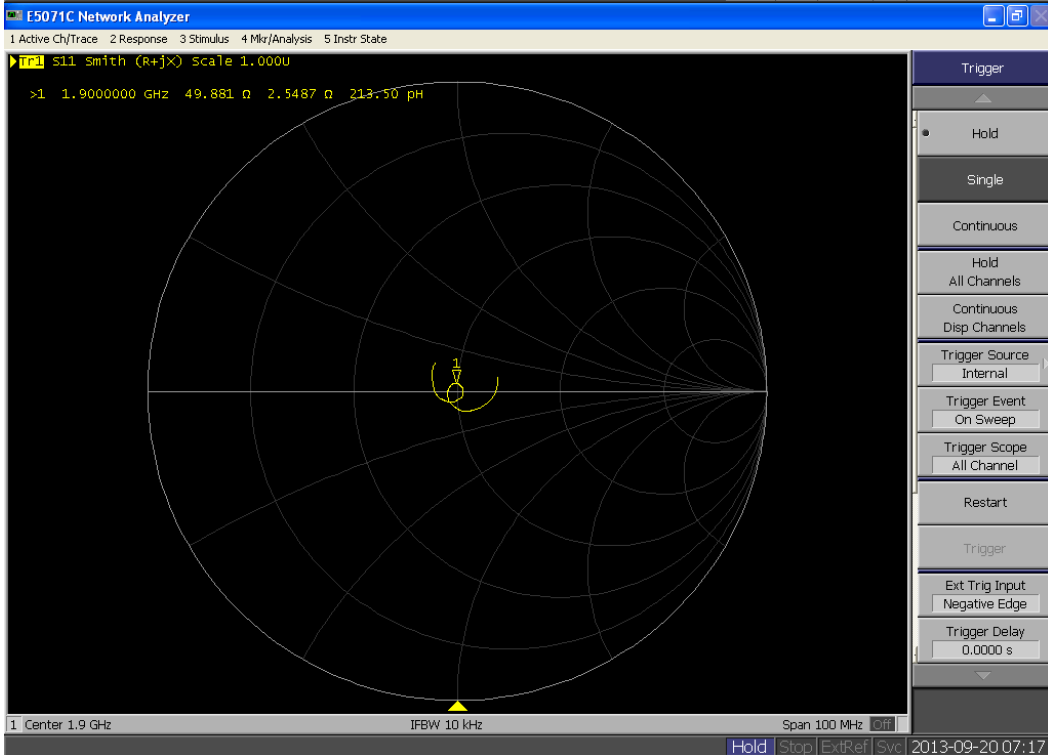 E5071C Network Analyzer
1 Active Ch/Trace 2 Response 3 Stimulus 4 Mkr/Analysis 5 Instr State
Tr1 S11 Smith (R+jX) Scale 1.000U
>1 1.9000000 GHz 49.881 Ω 2.5487 Ω 213.50 pH
1
Trigger
Hold
Single
Continuous
Hold
All Channels
Continuous
Disp Channels
Trigger Source
Internal
Trigger Event
On Sweep
Trigger Scope
All Channel
Restart
Trigger
Ext Trig Input
Negative Edge
Trigger Delay
0.0000 s
1 Center 1.9 GHz IFBW 10 kHz Span 100 MHz Off
Hold Stop ExtRef Svc 2013-09-20 07:17